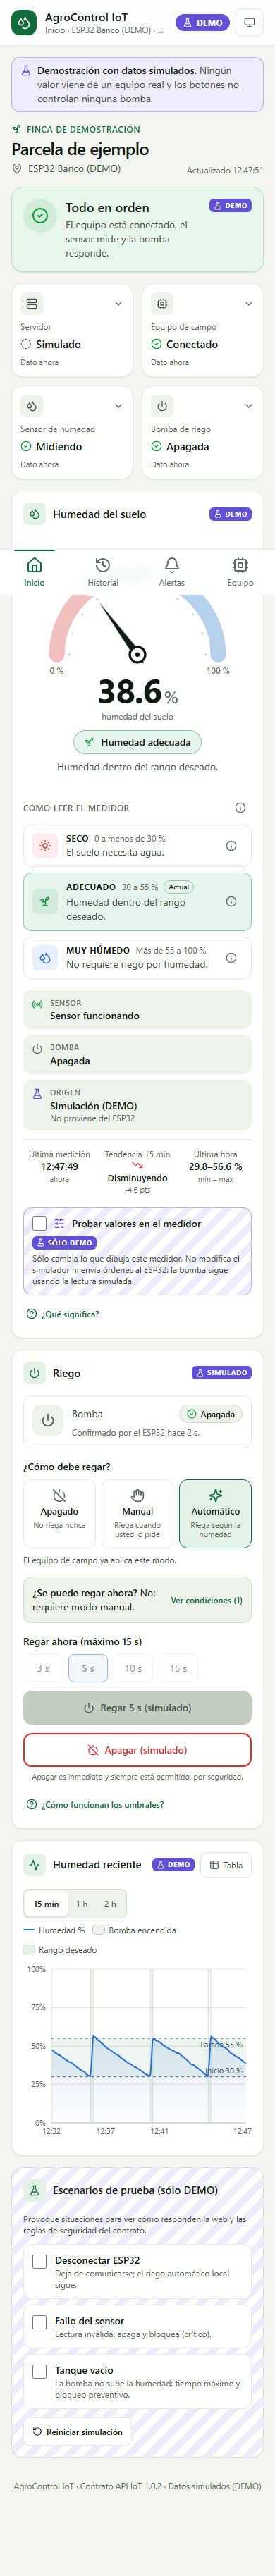 AgroControl IoT
Inicio · ESP32 Banco (DEMO) · ...
DEMO
Demostración con datos simulados. Ningún
valor viene de un equipo real y los botones no
controlan ninguna bomba.
FINCA DE DEMOSTRACIÓN
Parcela de ejemplo
ESP32 Banco (DEMO)
Actualizado 12:47:51
Todo en orden
DEMO
El equipo está conectado, el
sensor mide y la bomba
responde.
Servidor
Simulado
Dato ahora
Equipo de campo
Conectado
Dato ahora
Sensor de humedad
Midiendo
Dato ahora
Bomba de riego
Apagada
Dato ahora
Humedad del suelo
DEMO
Inicio
Historial
Alertas
Equipo
0 %
100 %
38.6 %
humedad del suelo
Humedad adecuada
Humedad dentro del rango deseado.
CÓMO LEER EL MEDIDOR
SECO 0 a menos de 30 %
El suelo necesita agua.
ADECUADO 30 a 55 % Actual
Humedad dentro del rango
deseado.
MUY HÚMEDO Más de 55 a 100 %
No requiere riego por humedad.
SENSOR
Sensor funcionando
BOMBA
Apagada
ORIGEN
Simulación (DEMO)
No proviene del ESP32
Última medición
12:47:49
ahora
Tendencia 15 min
Disminuyendo
-4.6 pts
Última hora
29.8–56.6 %
mín – máx
Probar valores en el medidor
SÓLO DEMO
Sólo cambia lo que dibuja este medidor. No modifica el
simulador ni envía órdenes al ESP32: la bomba sigue
usando la lectura simulada.
¿Qué significa?
Riego
SIMULADO
Bomba
Apagada
Confirmado por el ESP32 hace 2 s.
¿Cómo debe regar?
Apagado
No riega nunca
Manual
Riega cuando
usted lo pide
Automático
Riega según la
humedad
El equipo de campo ya aplica este modo.
¿Se puede regar ahora? No:
requiere modo manual.
Ver condiciones (1)
Regar ahora (máximo 15 s)
3 s
5 s
10 s
15 s
Regar 5 s (simulado)
Apagar (simulado)
Apagar es inmediato y siempre está permitido, por seguridad.
¿Cómo funcionan los umbrales?
Humedad reciente
DEMO
Tabla
15 min
1 h
2 h
Humedad %
Bomba encendida
Rango deseado
100%
75%
50%
25%
0%
Parada 55 %
Inicio 30 %
12:32
12:37
12:41
12:47
Escenarios de prueba (sólo DEMO)
Provoque situaciones para ver cómo responden la web y las
reglas de seguridad del contrato.
Desconectar ESP32
Deja de comunicarse; el riego automático local
sigue.
Fallo del sensor
Lectura inválida: apaga y bloquea (crítico).
Tanque vacío
La bomba no sube la humedad: tiempo máximo y
bloqueo preventivo.
Reiniciar simulación
AgroControl IoT · Contrato API IoT 1.0.2 · Datos simulados (DEMO)